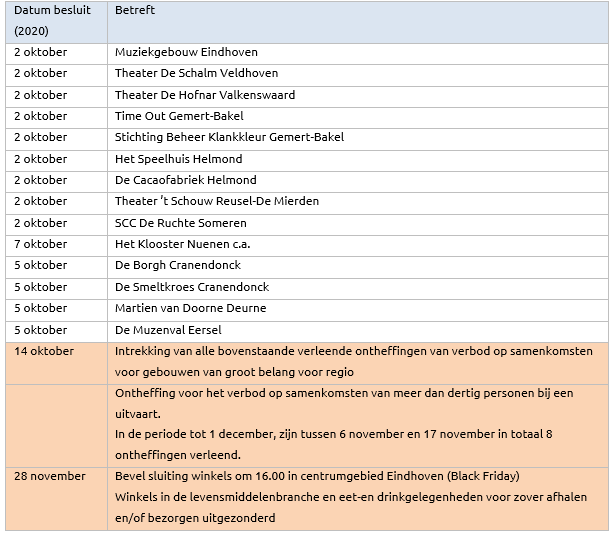 Datum besluit Betreft
(2020)
2 oktober Muziekgebouw Eindhoven
2 oktober Theater De Schalm Veldhoven
2 oktober Theater De Hofnar Valkenswaard
2 oktober Time Out Gemert-Bakel
2 oktober Stichting Beheer Klankkleur Gemert-Bakel
2 oktober Het Speelhuis Helmond
2 oktober De Cacaofabriek Helmond
2 oktober Theater ’t Schouw Reusel-De Mierden
2 oktober SCC De Ruchte Someren
7 oktober Het Klooster Nuenen c.a.
5 oktober De Borgh Cranendonck
5 oktober De Smeltkroes Cranendonck
5 oktober Martien van Doorne Deurne
5 oktober De Muzenval Eersel
14 oktober Intrekking van alle bovenstaande verleende ontheffingen van verbod op samenkomsten
voor gebouwen van groot belang voor regio
Ontheffing voor het verbod op samenkomsten van meer dan dertig personen bij een
uitvaart.
In de periode tot 1 december, zijn tussen 6 november en 17 november in totaal 8
ontheffingen verleend.
28 november Bevel sluiting winkels om 16.00 in centrumgebied Eindhoven (Black Friday)
Winkels in de levensmiddelenbranche en eet-en drinkgelegenheden voor zover afhalen
en/of bezorgen uitgezonderd